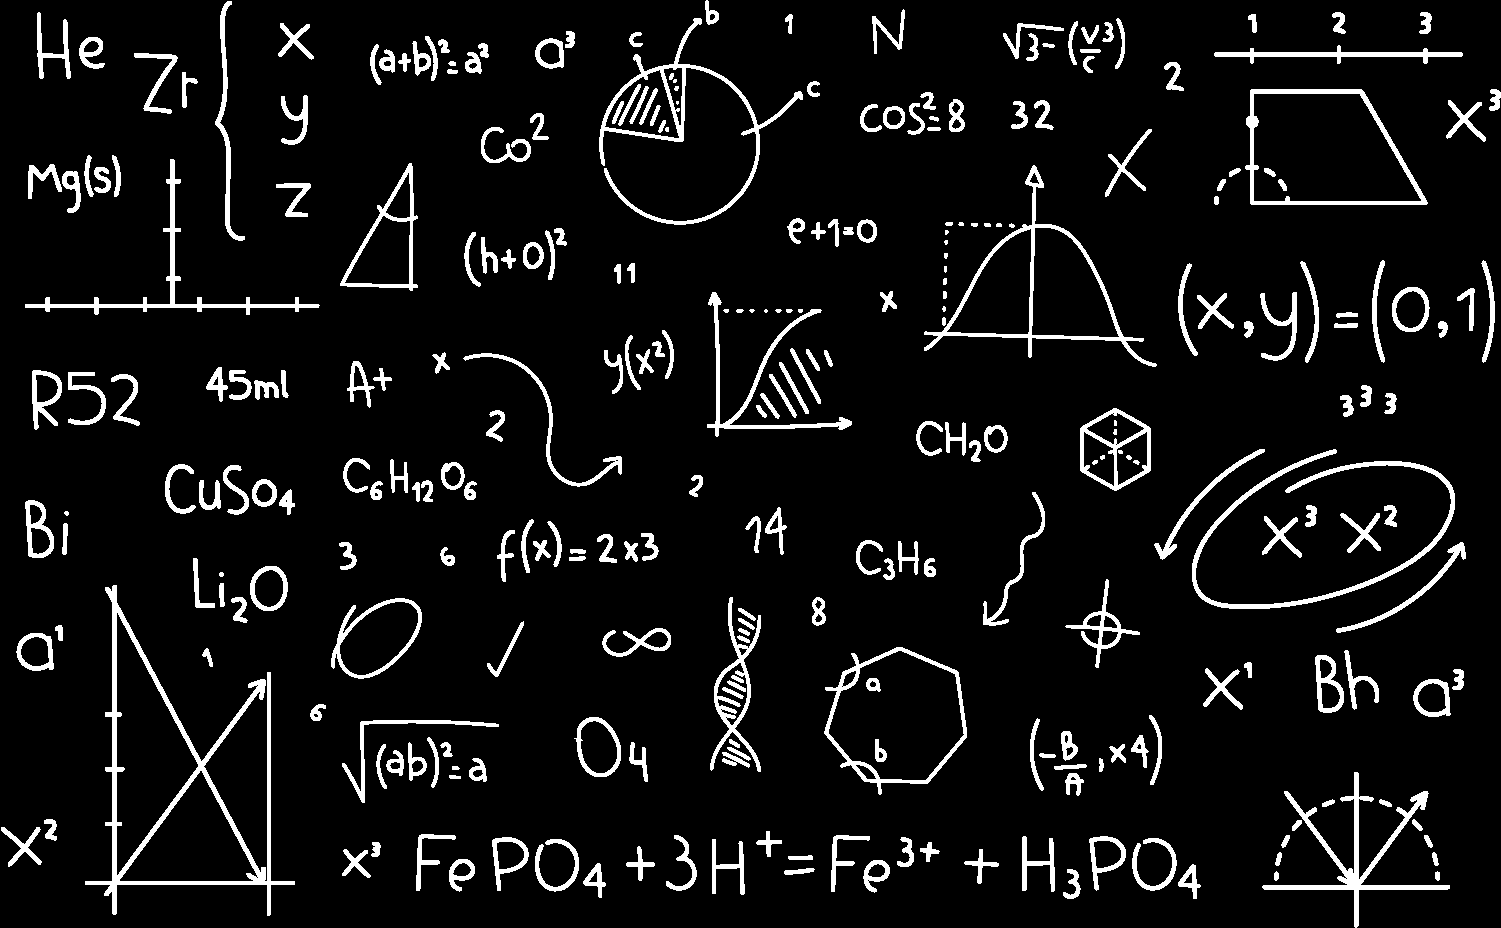 He
Zr
x
y
z
(a+b)²=a²
a³
c
b
c
1
N
√3-(v3/c)
1 2 3
2
x³
Co²
cos²=8
32
Mg(s)
(h+0)²
11
e+1=0
x
(x,y)=(0,1)
R52
45ml
A+
x
y(x²)
2
3 3 3
CH₂O
CuSo₄
C₆H₁₂O₆
2
Bi
x³ x²
3
6
f(x)=2x3
14
C₃H₆
Li₂O
8
a¹
1
x¹
Bh
a³
6
a
b
√(ab)²=a
O₄
(-B/A,x4)
x²
x³
FePO₄+3H⁺=Fe³⁺+H₃PO₄